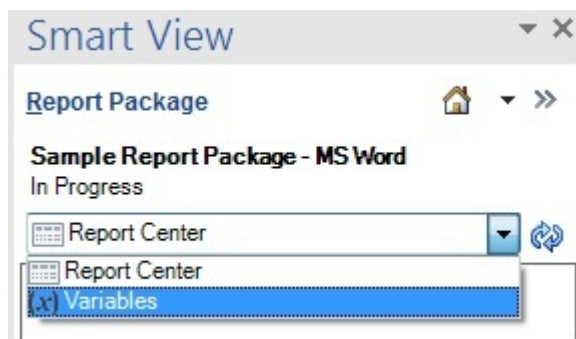 Smart View
Report Package
Sample Report Package - MS Word
In Progress
Report Center
Report Center
(x) Variables